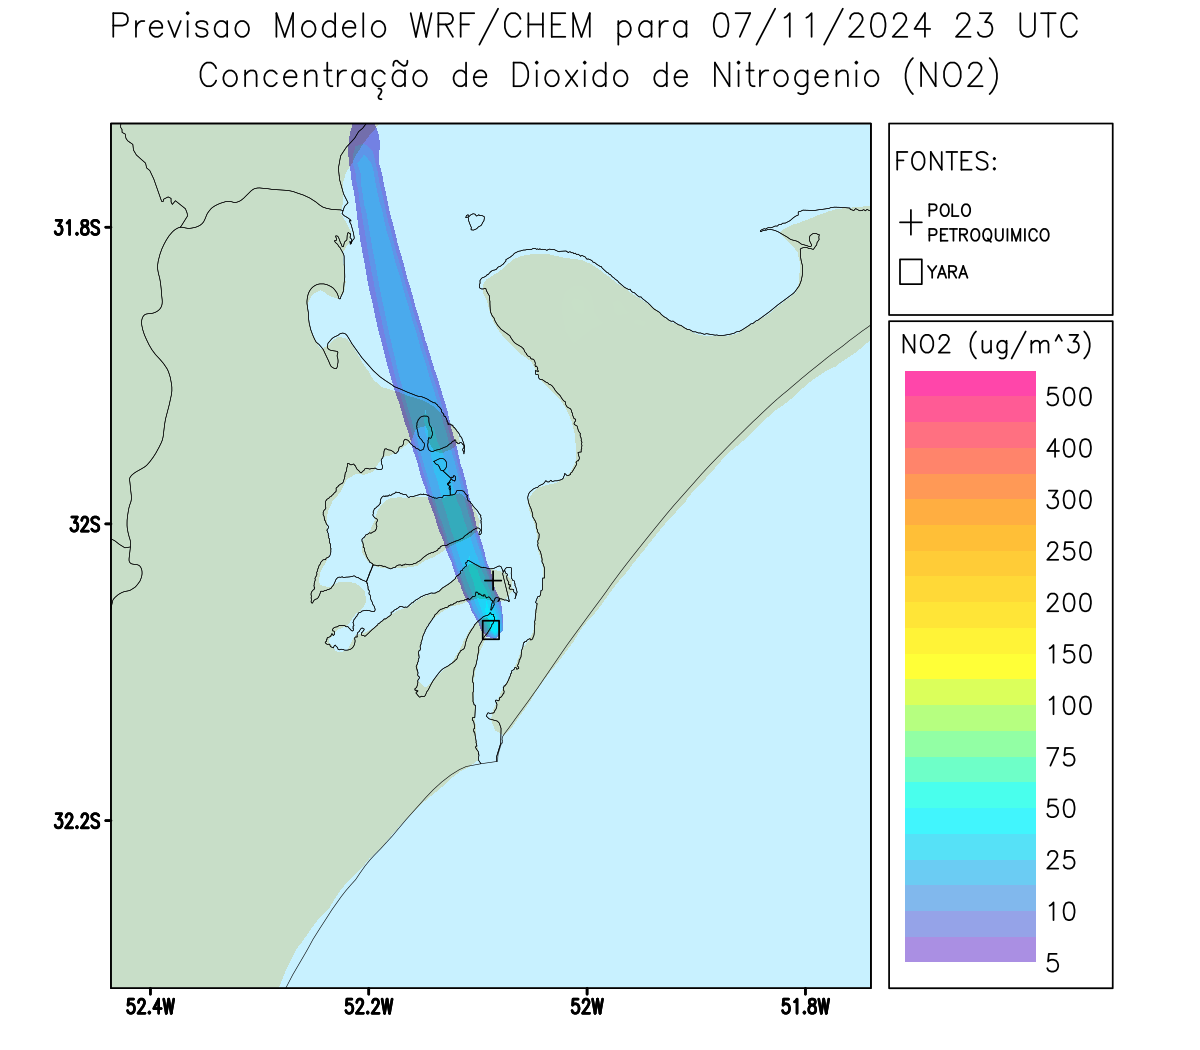 Previsao Modelo WRF/CHEM para 07/11/2024 23 UTC
Concentração de Dioxido de Nitrogenio (NO2)
FONTES:
POLO
PETROQUIMICO
YARA
NO2 (ug/m^3)
500
400
300
250
200
150
100
75
50
25
10
5
31.8S
32S
32.2S
52.4W
52.2W
52W
51.8W